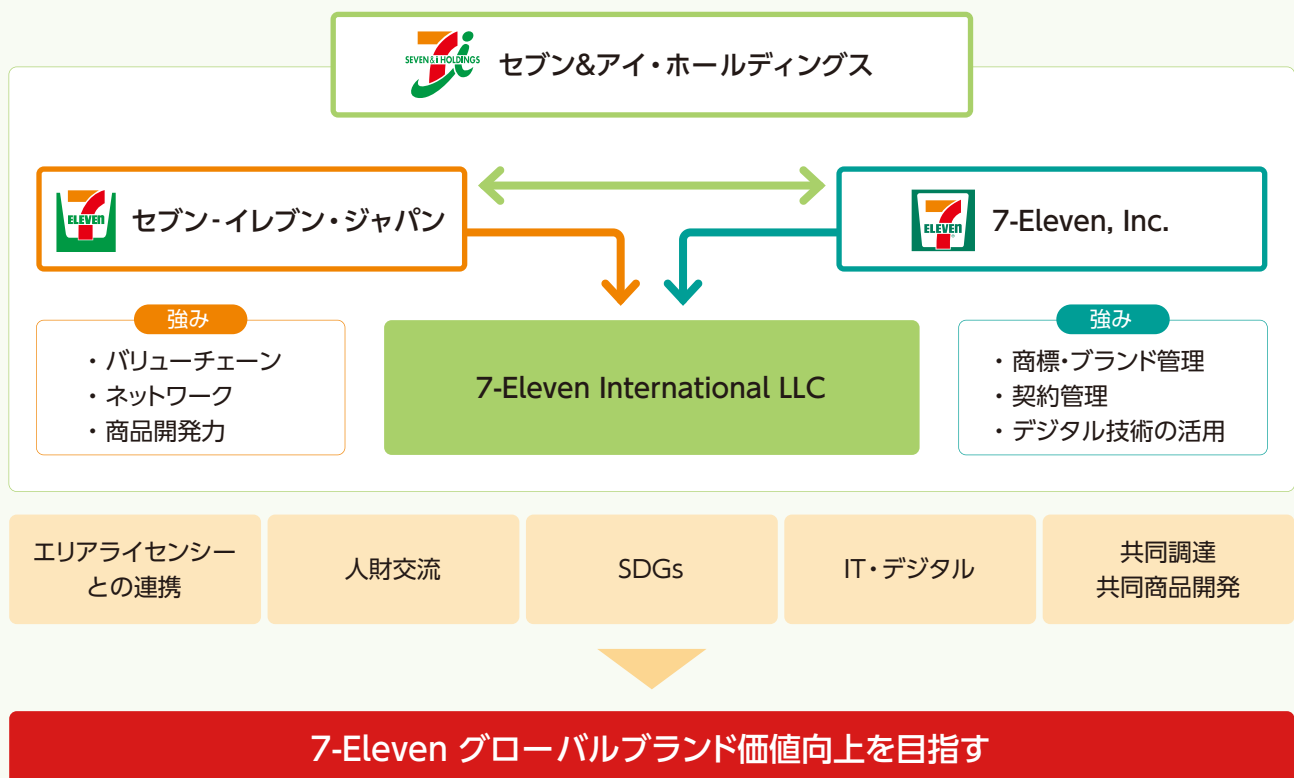 SEVEN&i HOLDINGS
セブン&アイ・ホールディングス
ELEVEN
セブン‐イレブン・ジャパン
ELEVEN
7-Eleven, Inc.
強み
・バリューチェーン
・ネットワーク
・商品開発力
7-Eleven International LLC
強み
・商標・ブランド管理
・契約管理
・デジタル技術の活用
エリアライセンシー
との連携
人財交流
SDGs
IT・デジタル
共同調達
共同商品開発
7-Eleven グローバルブランド価値向上を目指す